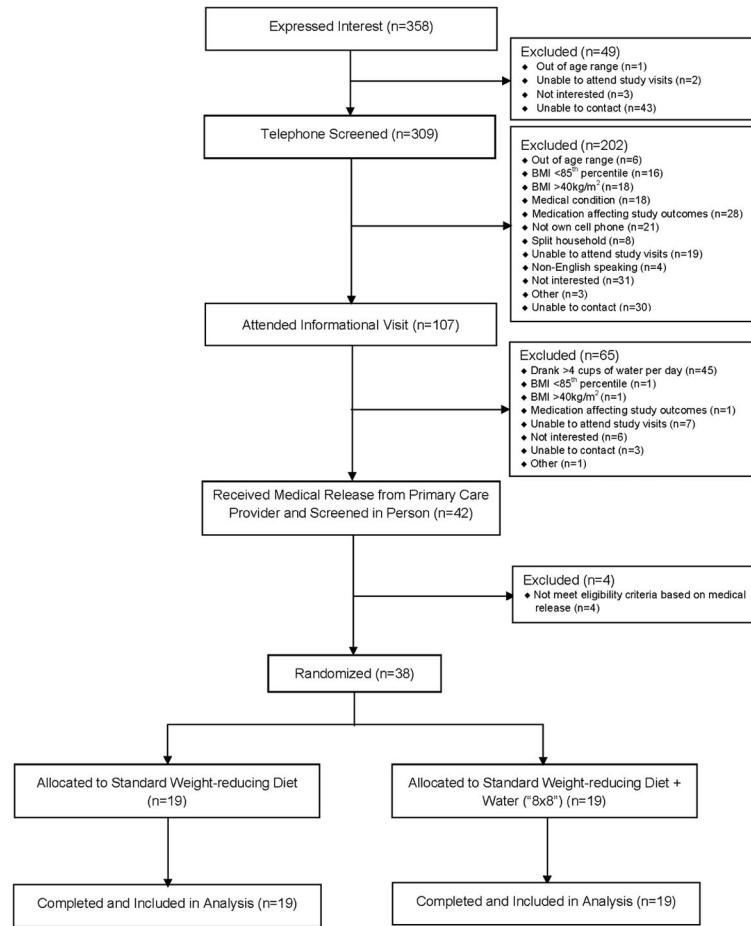 Expressed Interest (n=358)
Excluded (n=49)
◆ Out of age range (n=1)
◆ Unable to attend study visits (n=2)
◆ Not interested (n=3)
◆ Unable to contact (n=43)
Telephone Screened (n=309)
Excluded (n=202)
◆ Out of age range (n=6)
◆ BMI <85th percentile (n=16)
◆ BMI >40kg/m² (n=18)
◆ Medical condition (n=18)
◆ Medication affecting study outcomes (n=28)
◆ Not own cell phone (n=21)
◆ Split household (n=8)
◆ Unable to attend study visits (n=19)
◆ Non-English speaking (n=4)
◆ Not interested (n=31)
◆ Other (n=3)
◆ Unable to contact (n=30)
Attended Informational Visit (n=107)
Excluded (n=65)
◆ Drank >4 cups of water per day (n=45)
◆ BMI <85th percentile (n=1)
◆ BMI >40kg/m² (n=1)
◆ Medication affecting study outcomes (n=1)
◆ Unable to attend study visits (n=7)
◆ Not interested (n=6)
◆ Unable to contact (n=3)
◆ Other (n=1)
Received Medical Release from Primary Care
Provider and Screened in Person (n=42)
Excluded (n=4)
◆ Not meet eligibility criteria based on medical
release (n=4)
Randomized (n=38)
Allocated to Standard Weight-reducing Diet
(n=19)
Allocated to Standard Weight-reducing Diet +
Water (“8x8”) (n=19)
Completed and Included in Analysis (n=19)
Completed and Included in Analysis (n=19)